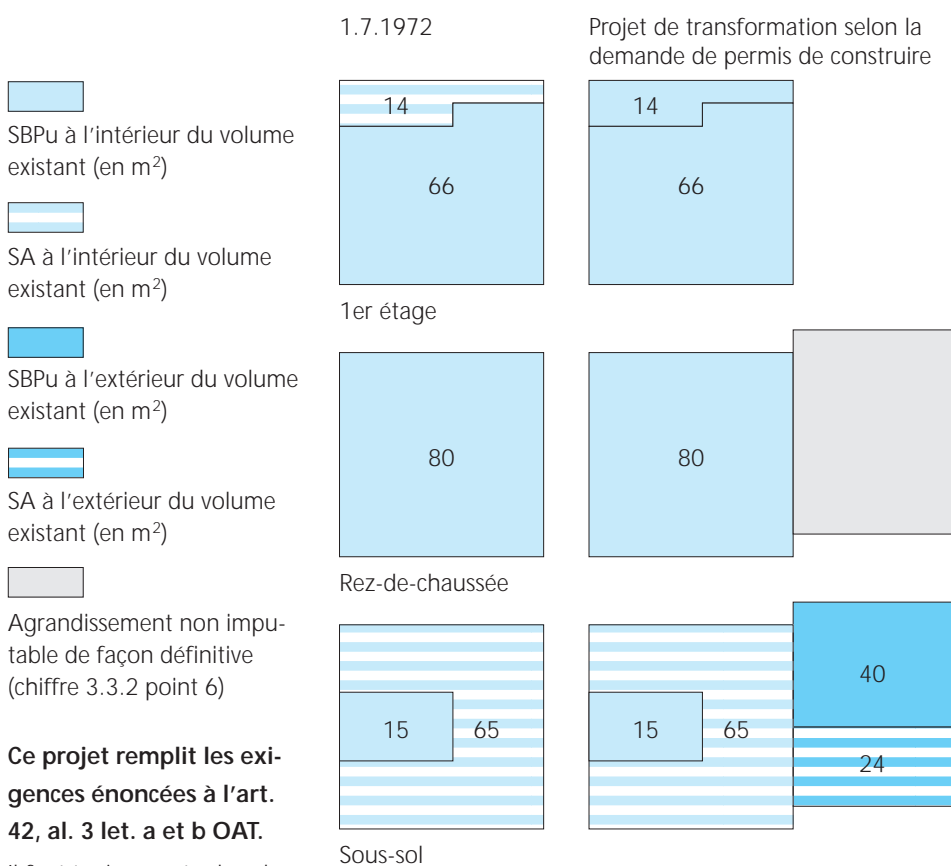 1.7.1972
Projet de transformation selon la
demande de permis de construire
SBPu à l'intérieur du volume
existant (en m²)
SA à l'intérieur du volume
existant (en m²)
SBPu à l'extérieur du volume
existant (en m²)
SA à l'extérieur du volume
existant (en m²)
Agrandissement non impu-
table de façon définitive
(chiffre 3.3.2 point 6)
Ce projet remplit les exi-
gences énoncées à l'art.
42, al. 3 let. a et b OAT.
14
66
14
66
1er étage
80
80
Rez-de-chaussée
15
65
15
65
40
24
Sous-sol